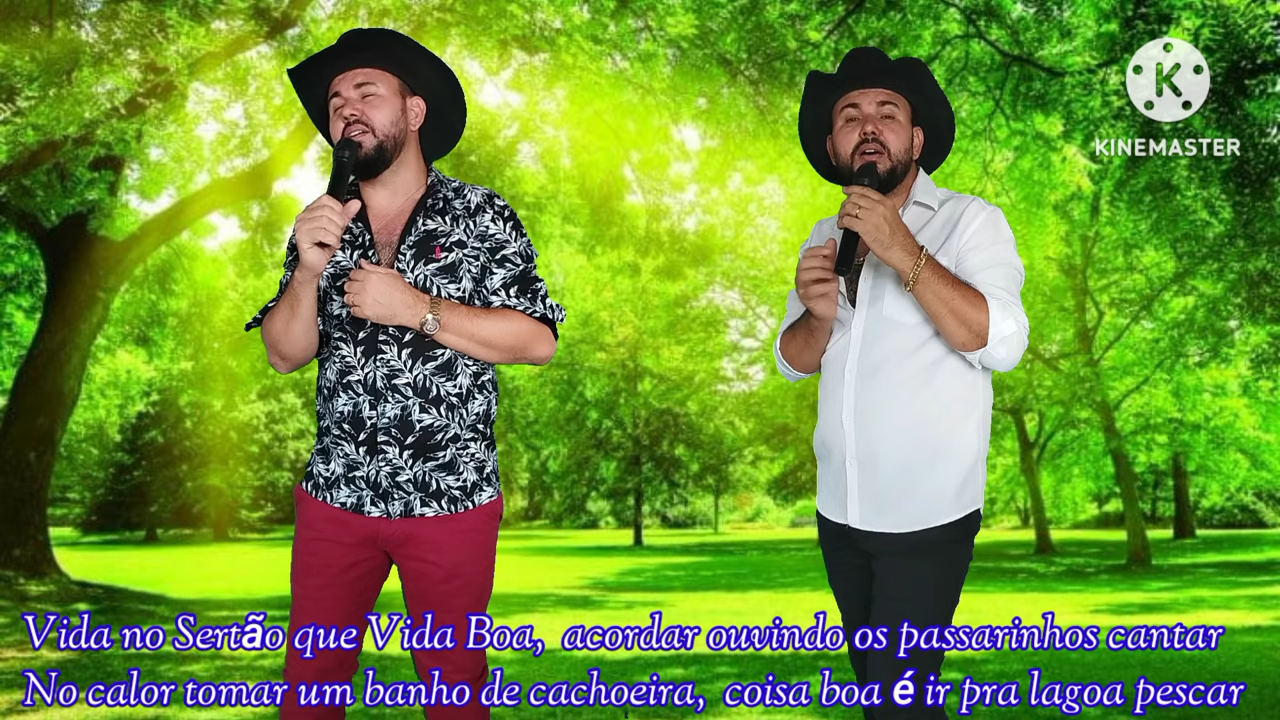 K
KINEMASTER
Vida no Sertão que Vida Boa, acordar ouvindo os passarinhos cantar
No calor tomar um banho de cachoeira, coisa boa é ir pra lagoa pescar